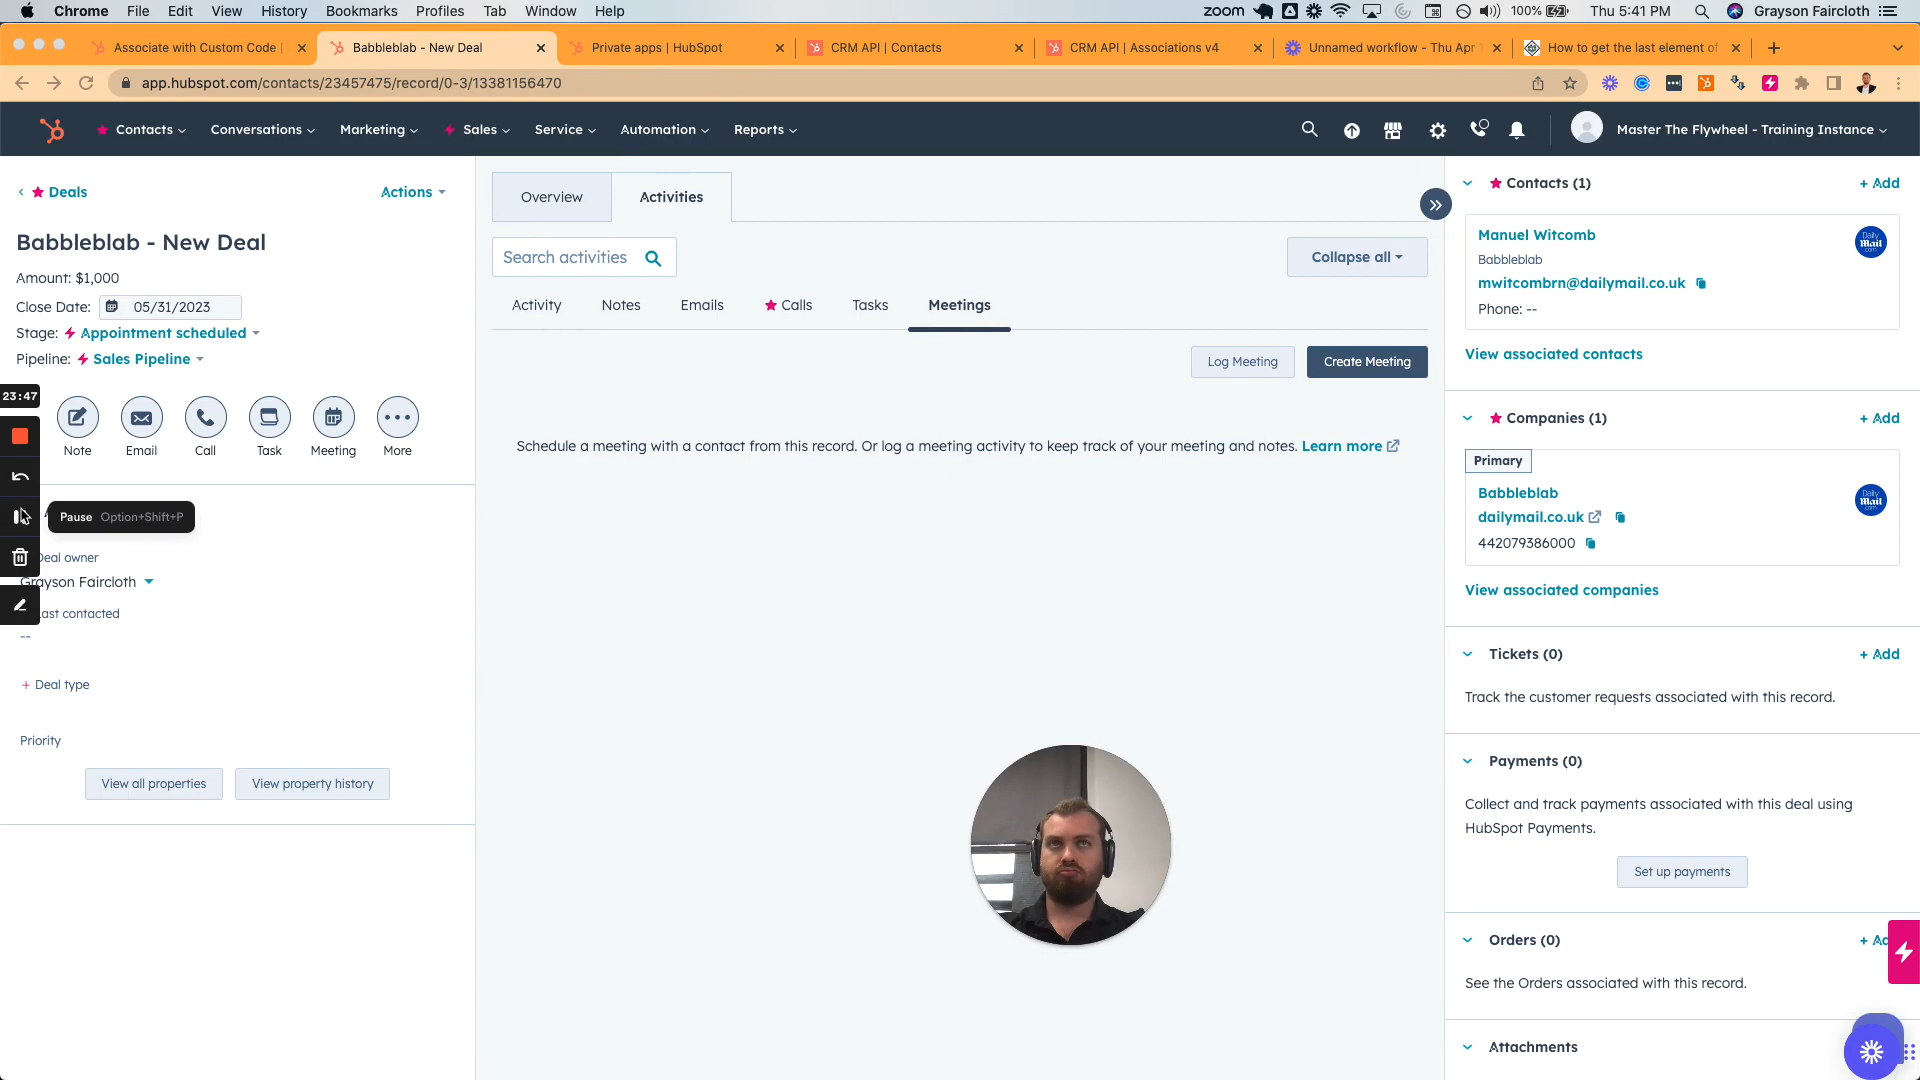 Chrome File Edit View History Bookmarks Profiles Tab Window Help
zoom 100% Thu 5:41 PM Grayson Faircloth
Associate with Custom Code |
Babbleblab - New Deal
Private apps | HubSpot
CRM API | Contacts
CRM API | Associations v4
Unnamed workflow - Thu Apr
How to get the last element of
app.hubspot.com/contacts/23457475/record/0-3/13381156470
Contacts Conversations Marketing Sales Service Automation Reports
Master The Flywheel - Training Instance
Deals
Actions
Babbleblab - New Deal
Amount: $1,000
Close Date: 05/31/2023
Stage: Appointment scheduled
Pipeline: Sales Pipeline
23:47
Note Email Call Task Meeting More
Pause Option+Shift+P
Deal owner
Grayson Faircloth
Last contacted
--
+ Deal type
Priority
View all properties
View property history
Overview
Activities
Search activities
Collapse all
Activity Notes Emails Calls Tasks Meetings
Log Meeting
Create Meeting
Schedule a meeting with a contact from this record. Or log a meeting activity to keep track of your meeting and notes. Learn more
Contacts (1)
+ Add
Manuel Witcomb
Babbleblab
mwitcombrn@dailymail.co.uk
Phone: --
Daily
Mail
.com
View associated contacts
Companies (1)
+ Add
Primary
Babbleblab
dailymail.co.uk
442079386000
Daily
Mail
.com
View associated companies
Tickets (0)
+ Add
Track the customer requests associated with this record.
Payments (0)
Collect and track payments associated with this deal using
HubSpot Payments.
Set up payments
Orders (0)
+ Ad
See the Orders associated with this record.
Attachments